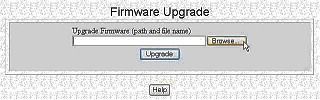 Firmware Upgrade
Upgrade Firmware (path and file name)
Browse...
Upgrade
Help